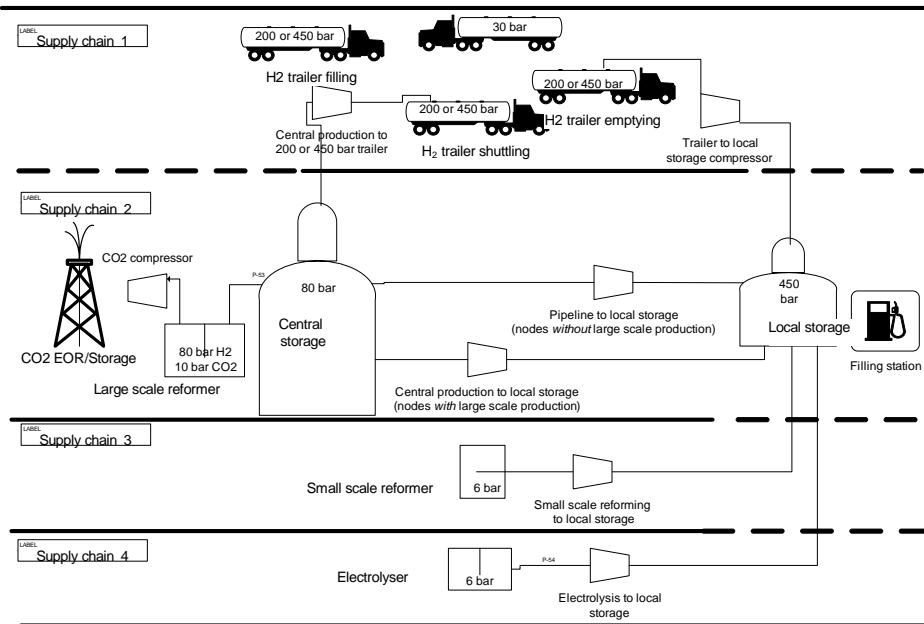 LABEL
Supply chain 1
200 or 450 bar
30 bar
H2 trailer filling
200 or 450 bar
200 or 450 bar
H2 trailer emptying
Central production to
200 or 450 bar trailer
H₂ trailer shuttling
Trailer to local
storage compressor
LABEL
Supply chain 2
CO2 compressor
P-53
80 bar
450
bar
Central
storage
Pipeline to local storage
(nodes without large scale production)
Local storage
80 bar H2
10 bar CO2
CO2 EOR/Storage
Filling station
Large scale reformer
Central production to local storage
(nodes with large scale production)
LABEL
Supply chain 3
Small scale reformer
6 bar
Small scale reforming
to local storage
LABEL
Supply chain 4
Electrolyser
6 bar
P-54
Electrolysis to local
storage